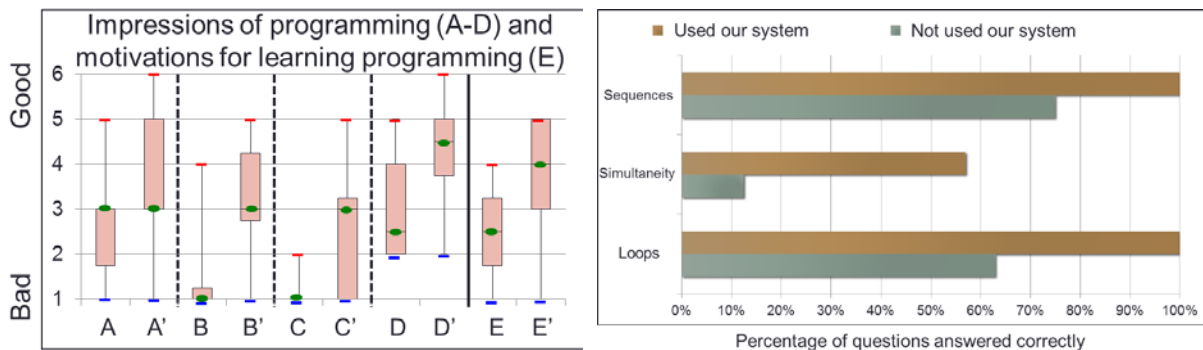 Impressions of programming (A-D) and
motivations for learning programming (E)
Good
Bad
6
5
4
3
2
1
A A' B B' C C' D D' E E'
Used our system Not used our system
Sequences
Simultaneity
Loops
0% 10% 20% 30% 40% 50% 60% 70% 80% 90% 100%
Percentage of questions answered correctly